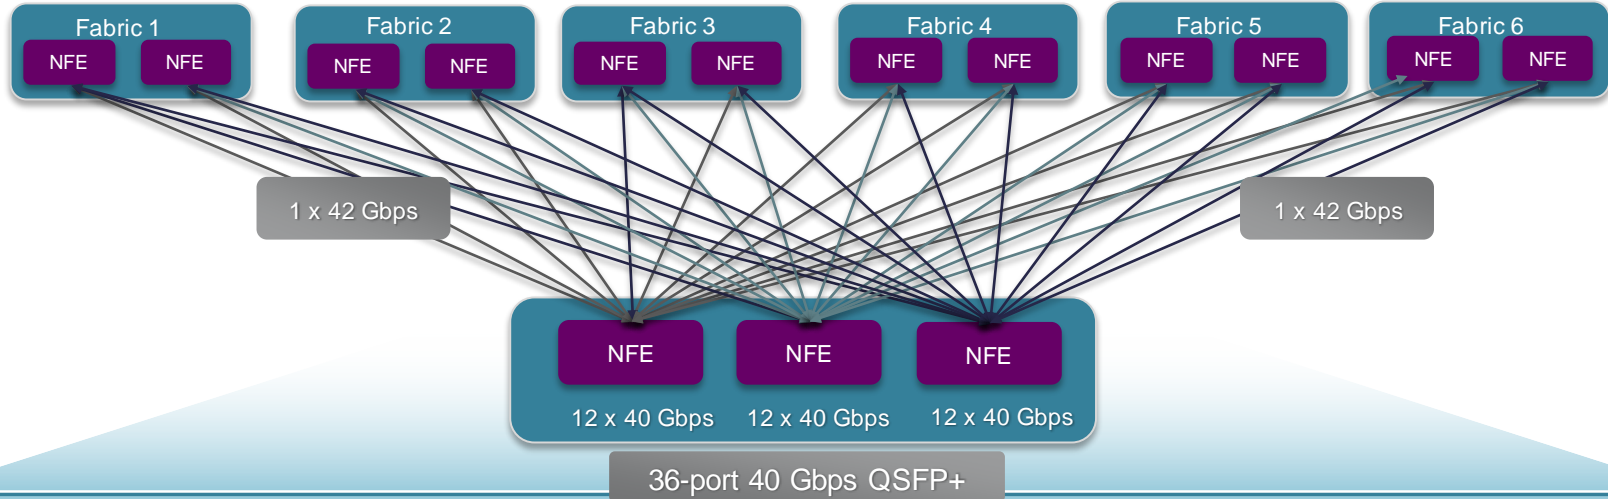 Fabric 1
NFE NFE
Fabric 2
NFE NFE
Fabric 3
NFE NFE
Fabric 4
NFE NFE
Fabric 5
NFE NFE
Fabric 6
NFE NFE
1 x 42 Gbps
1 x 42 Gbps
NFE NFE NFE
12 x 40 Gbps 12 x 40 Gbps 12 x 40 Gbps
36-port 40 Gbps QSFP+